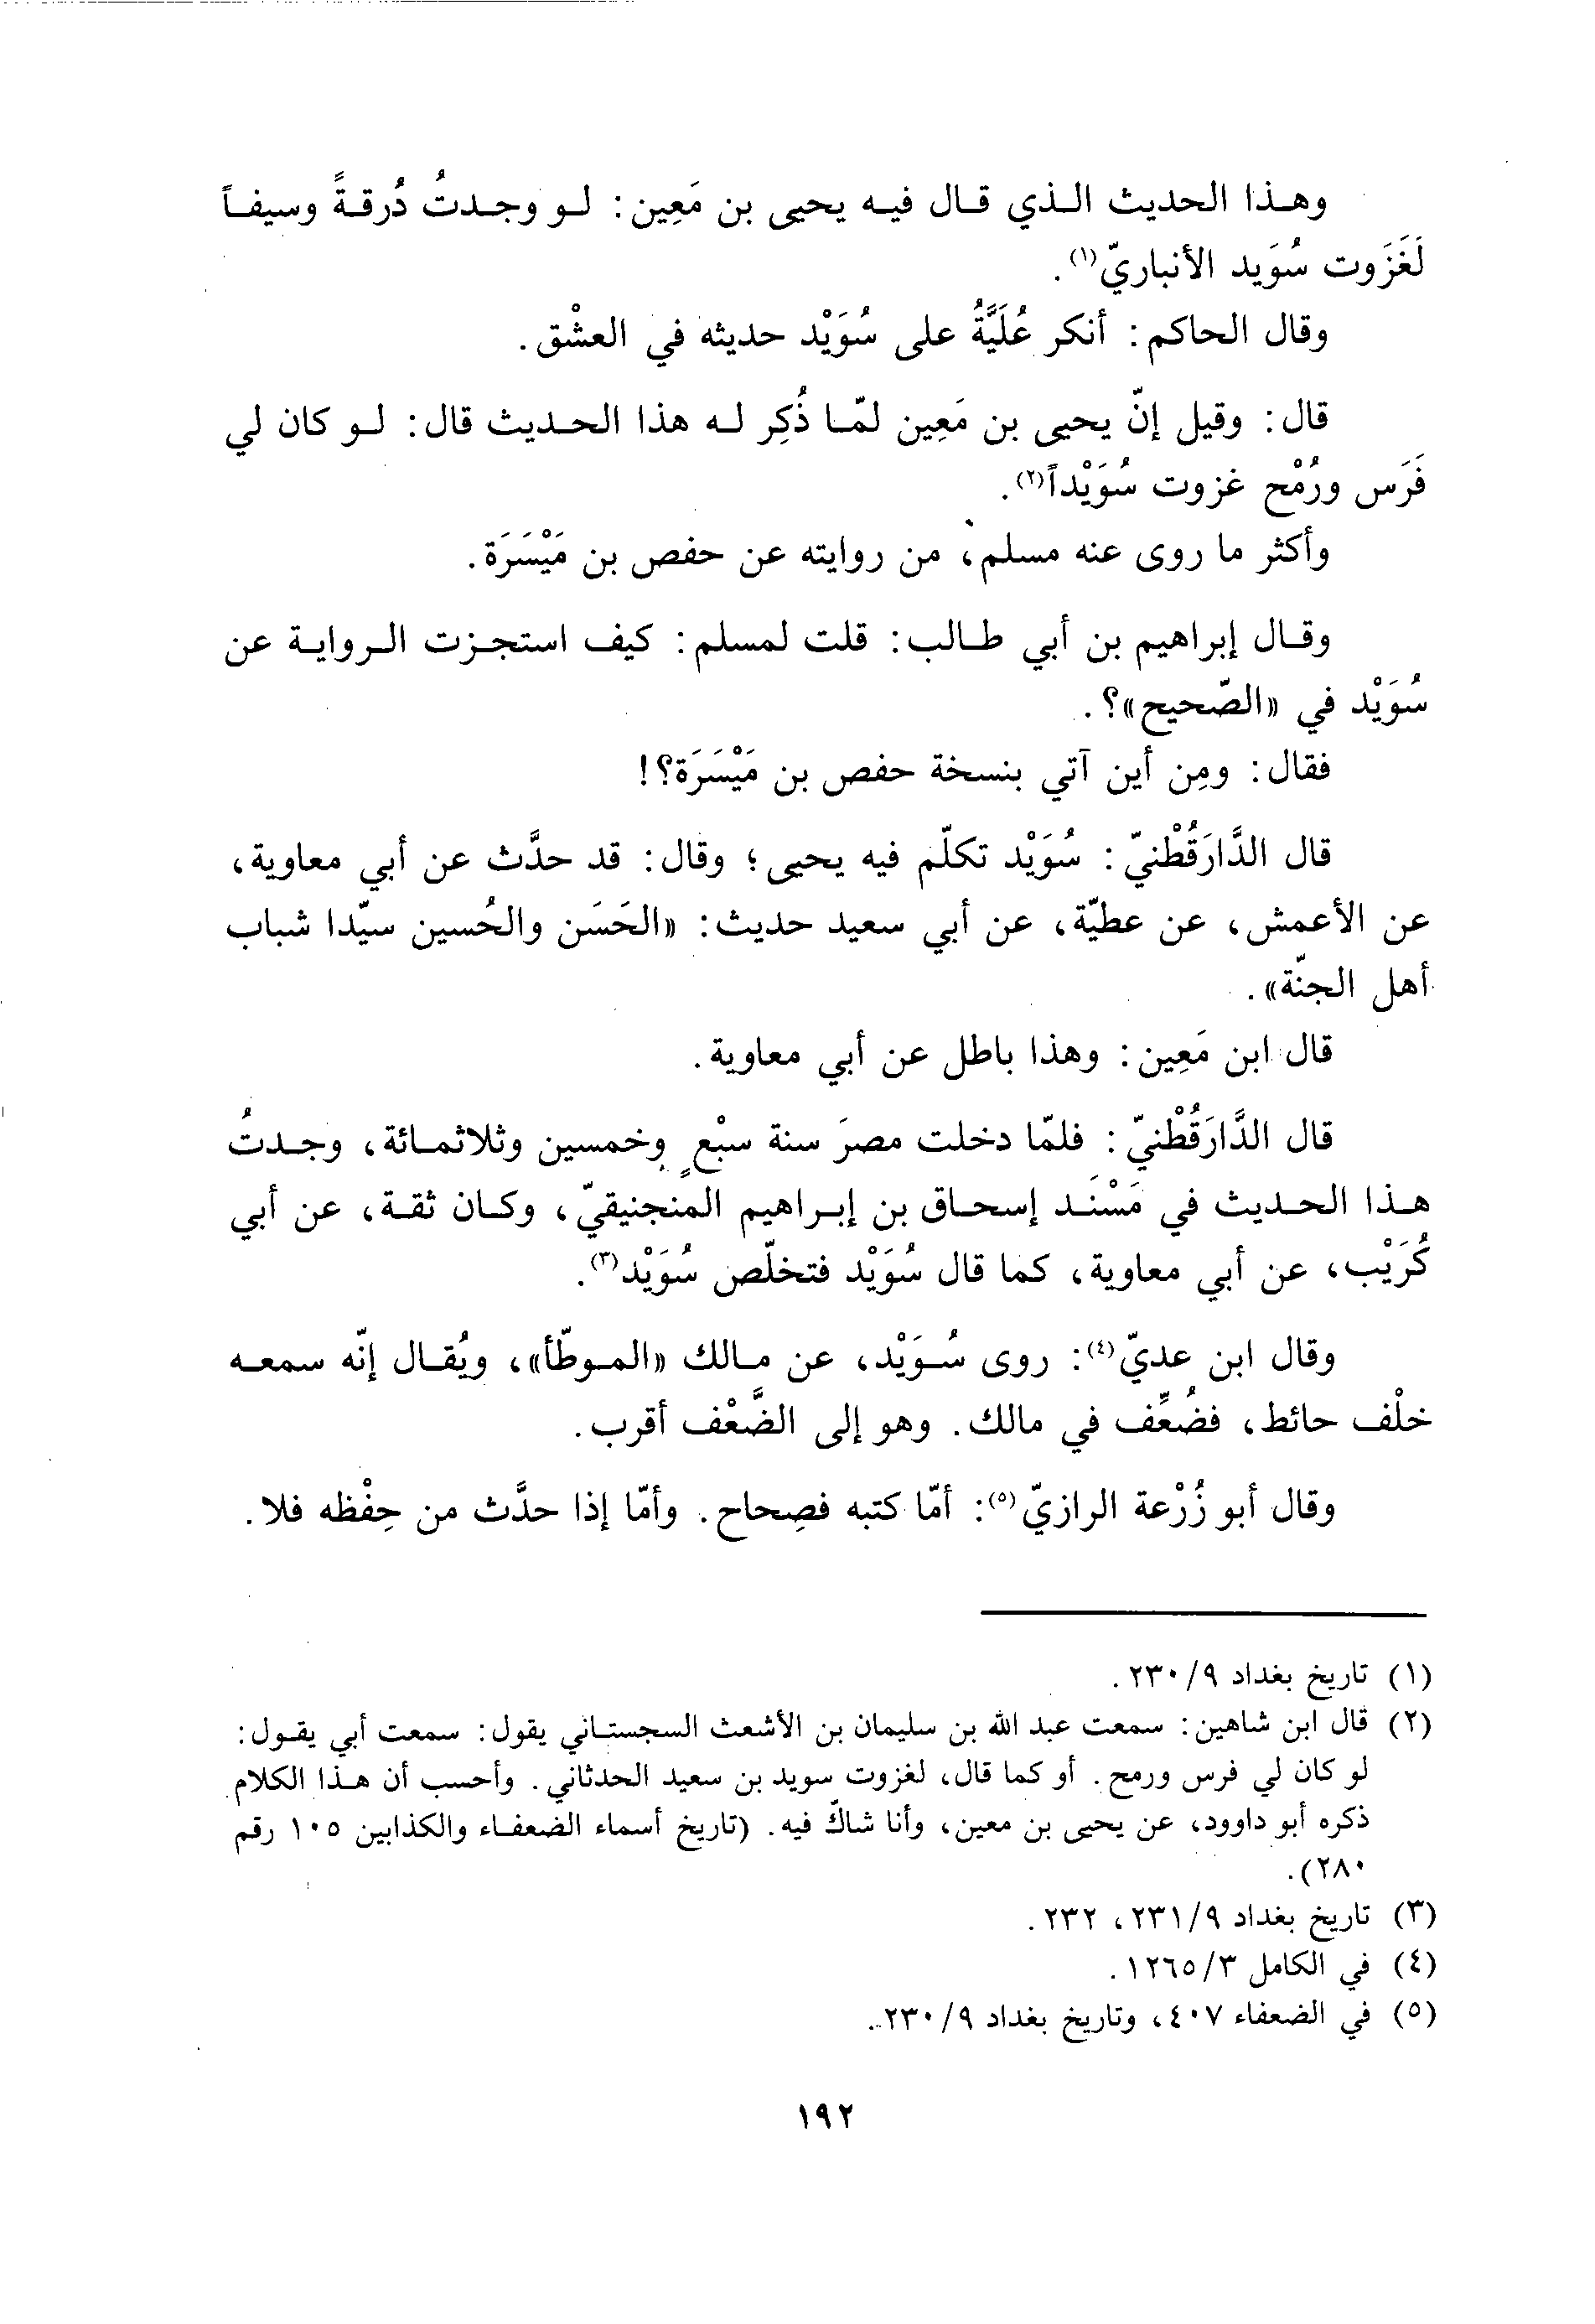 وهذا الحديث الذي قال فيه يحيى بن مَعِين: لو وجدتُ دُرقةً وسيفاً
لَغَزَوت سُوَيد الأنباريّ(١).
وقال الحاكم: أنكر عُلَيَّةُ على سُوَيْد حديثه في العشْق.
قال: وقيل إنّ يحيى بن مَعِين لمّا ذُكِر له هذا الحديث قال: لو كان لي
فَرَس ورُمْح غزوت سُوَيْداً(٢).
وأكثر ما روى عنه مسلم، من روايته عن حفص بن مَيْسَرَة.
وقال إبراهيم بن أبي طالب: قلت لمسلم: كيف استجزت الرواية عن
سُوَيْد في «الصّحيح»؟.
فقال: ومِن أين آتي بنسخة حفص بن مَيْسَرَة؟!
قال الدَّارَقُطْنيّ: سُوَيْد تكلّم فيه يحيى؛ وقال: قد حدَّث عن أبي معاوية،
عن الأعمش، عن عطيّة، عن أبي سعيد حديث: «الحَسَن والحُسين سيّدا شباب
أهل الجنّة».
قال ابن مَعِين: وهذا باطل عن أبي معاوية.
قال الدَّارَقُطْنيّ: فلمّا دخلت مصرَ سنة سبْعٍ وخمسين وثلاثمائة، وجدتُ
هذا الحديث في مَسْنَد إسحاق بن إبراهيم المنجنيقيّ، وكان ثقة، عن أبي
كُرَيْب، عن أبي معاوية، كما قال سُوَيْد فتخلّص سُوَيْد(٣).
وقال ابن عديّ(٤): روى سُوَيْد، عن مالك «الموطّأ»، ويُقال إنّه سمعه
خلْف حائط، فضُعِّف في مالك. وهو إلى الضَّعْف أقرب.
وقال أبو زُرْعة الرازيّ(٥): أمّا كتبه فصِحاح. وأمّا إذا حدَّث من حِفْظه فلا.
(١) تاريخ بغداد ٢٣٠/٩.
(٢) قال ابن شاهين: سمعت عبد الله بن سليمان بن الأشعث السجستاني يقول: سمعت أبي يقول:
لو كان لي فرس ورمح. أو كما قال، لغزوت سويد بن سعيد الحدثاني. وأحسب أن هذا الكلام
ذكره أبو داوود، عن يحيى بن معين، وأنا شاكّ فيه. (تاريخ أسماء الضعفاء والكذابين ١٠٥ رقم
٢٨٠).
(٣) تاريخ بغداد ٢٣١/٩، ٢٣٢.
(٤) في الكامل ١٢٦٥/٣.
(٥) في الضعفاء ٤٠٧، وتاريخ بغداد ٢٣٠/٩.
١٩٢